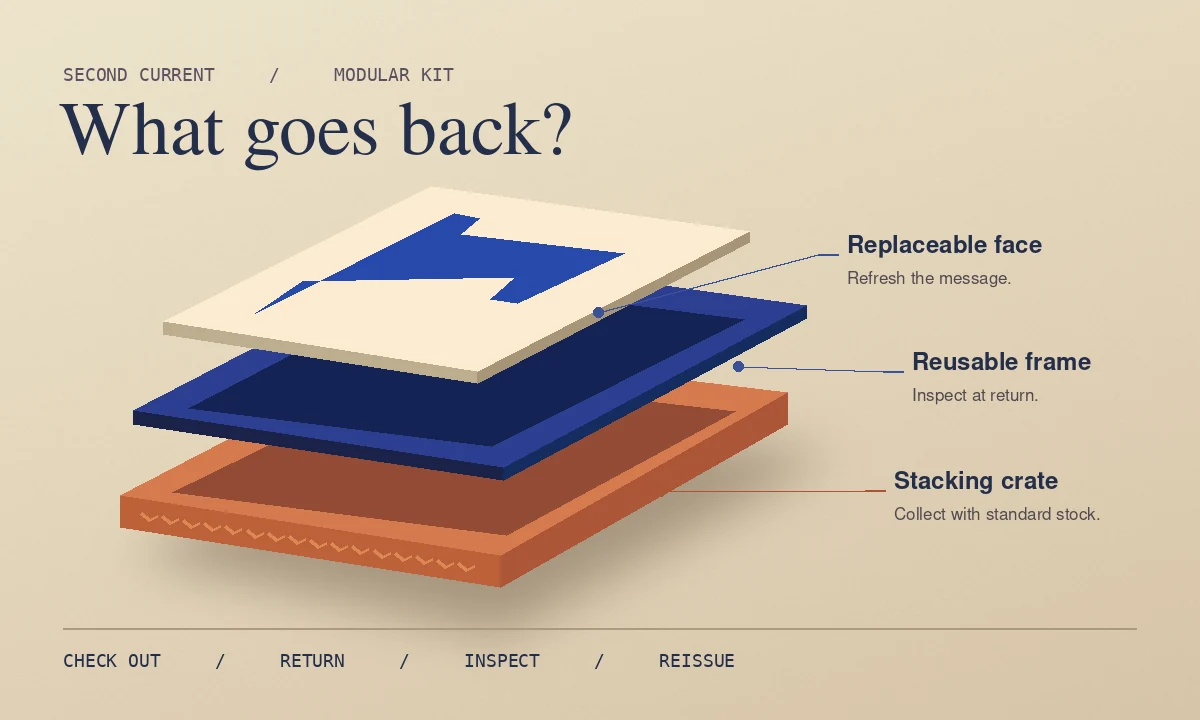 SECOND CURRENT / MODULAR KIT
What goes back?
Replaceable face
Refresh the message.
Reusable frame
Inspect at return.
Stacking crate
Collect with standard stock.
CHECK OUT / RETURN / INSPECT / REISSUE